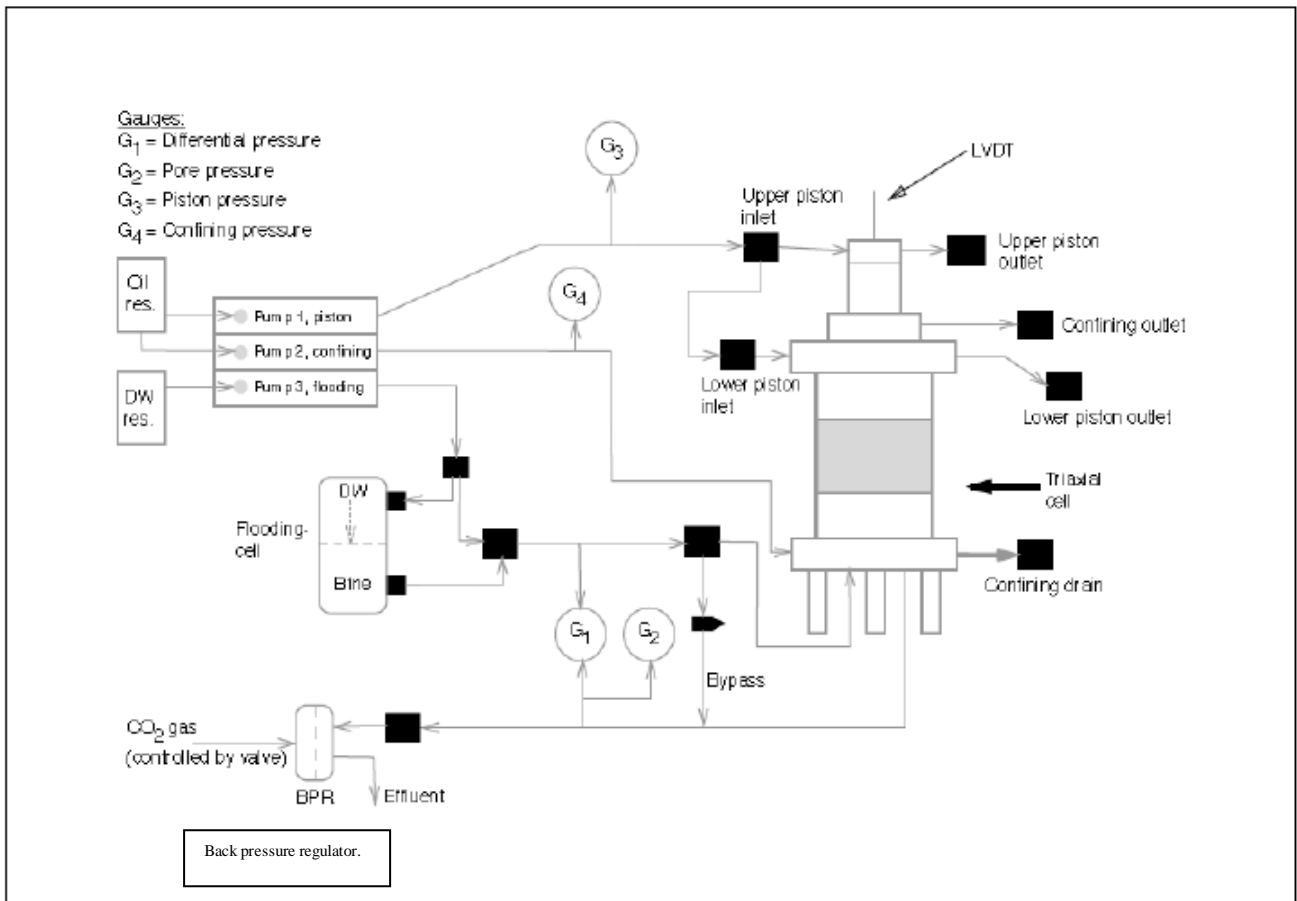 Gauges:
G1 = Differential pressure
G2 = Pore pressure
G3 = Piston pressure
G4 = Confining pressure
G3
LVDT
Upper piston
inlet
Upper piston
outlet
Oil
res.
G4
Pump 1, piston
Pump 2, confining
Pump 3, flooding
Confining outlet
Lower piston
inlet
Lower piston outlet
DW
res.
DW
Flooding-
cell
Brine
Triaxial
cell
Confining drain
G1
G2
Bypass
CO2 gas
(controlled by valve)
BPR
Effluent
Back pressure regulator.